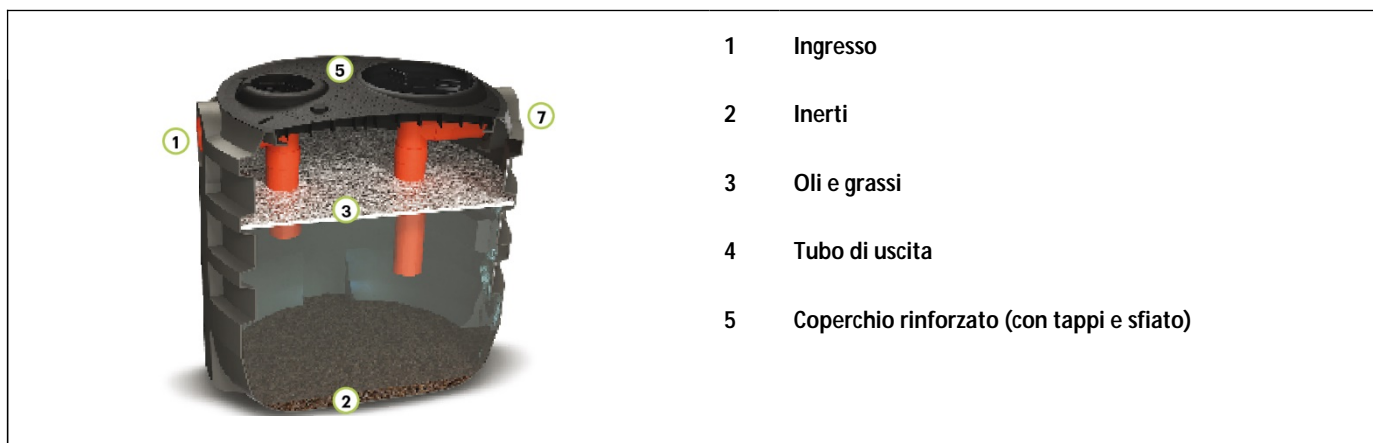 5
7
1
3
2
1 Ingresso
2 Inerti
3 Oli e grassi
4 Tubo di uscita
5 Coperchio rinforzato (con tappi e sfiato)